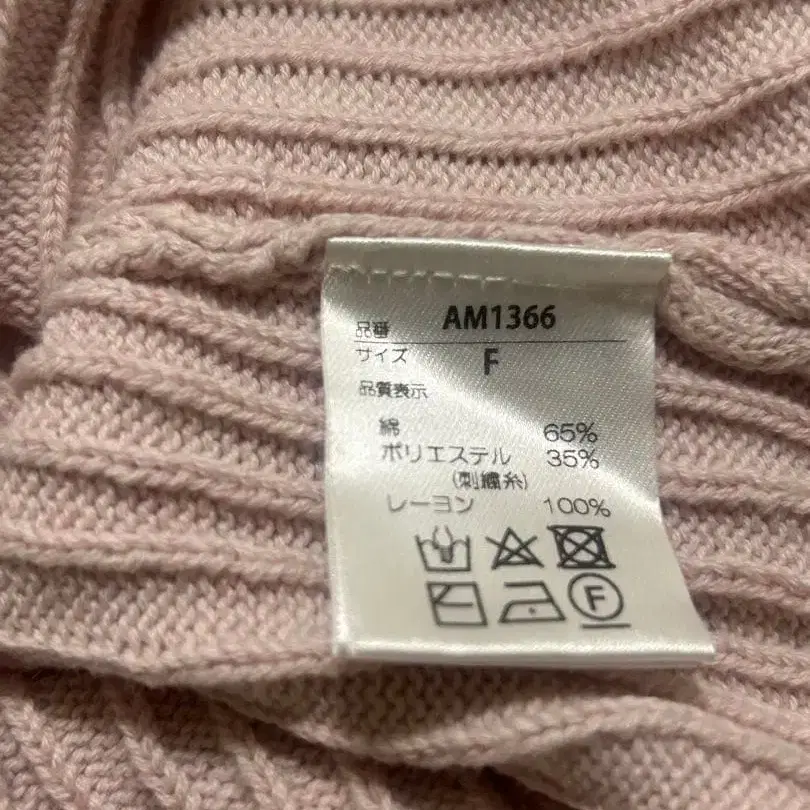 品番 AM1366
サイズ F
品質表示
綿 65%
ポリエステル 35%
(刺繍糸)
レーヨン 100%
F